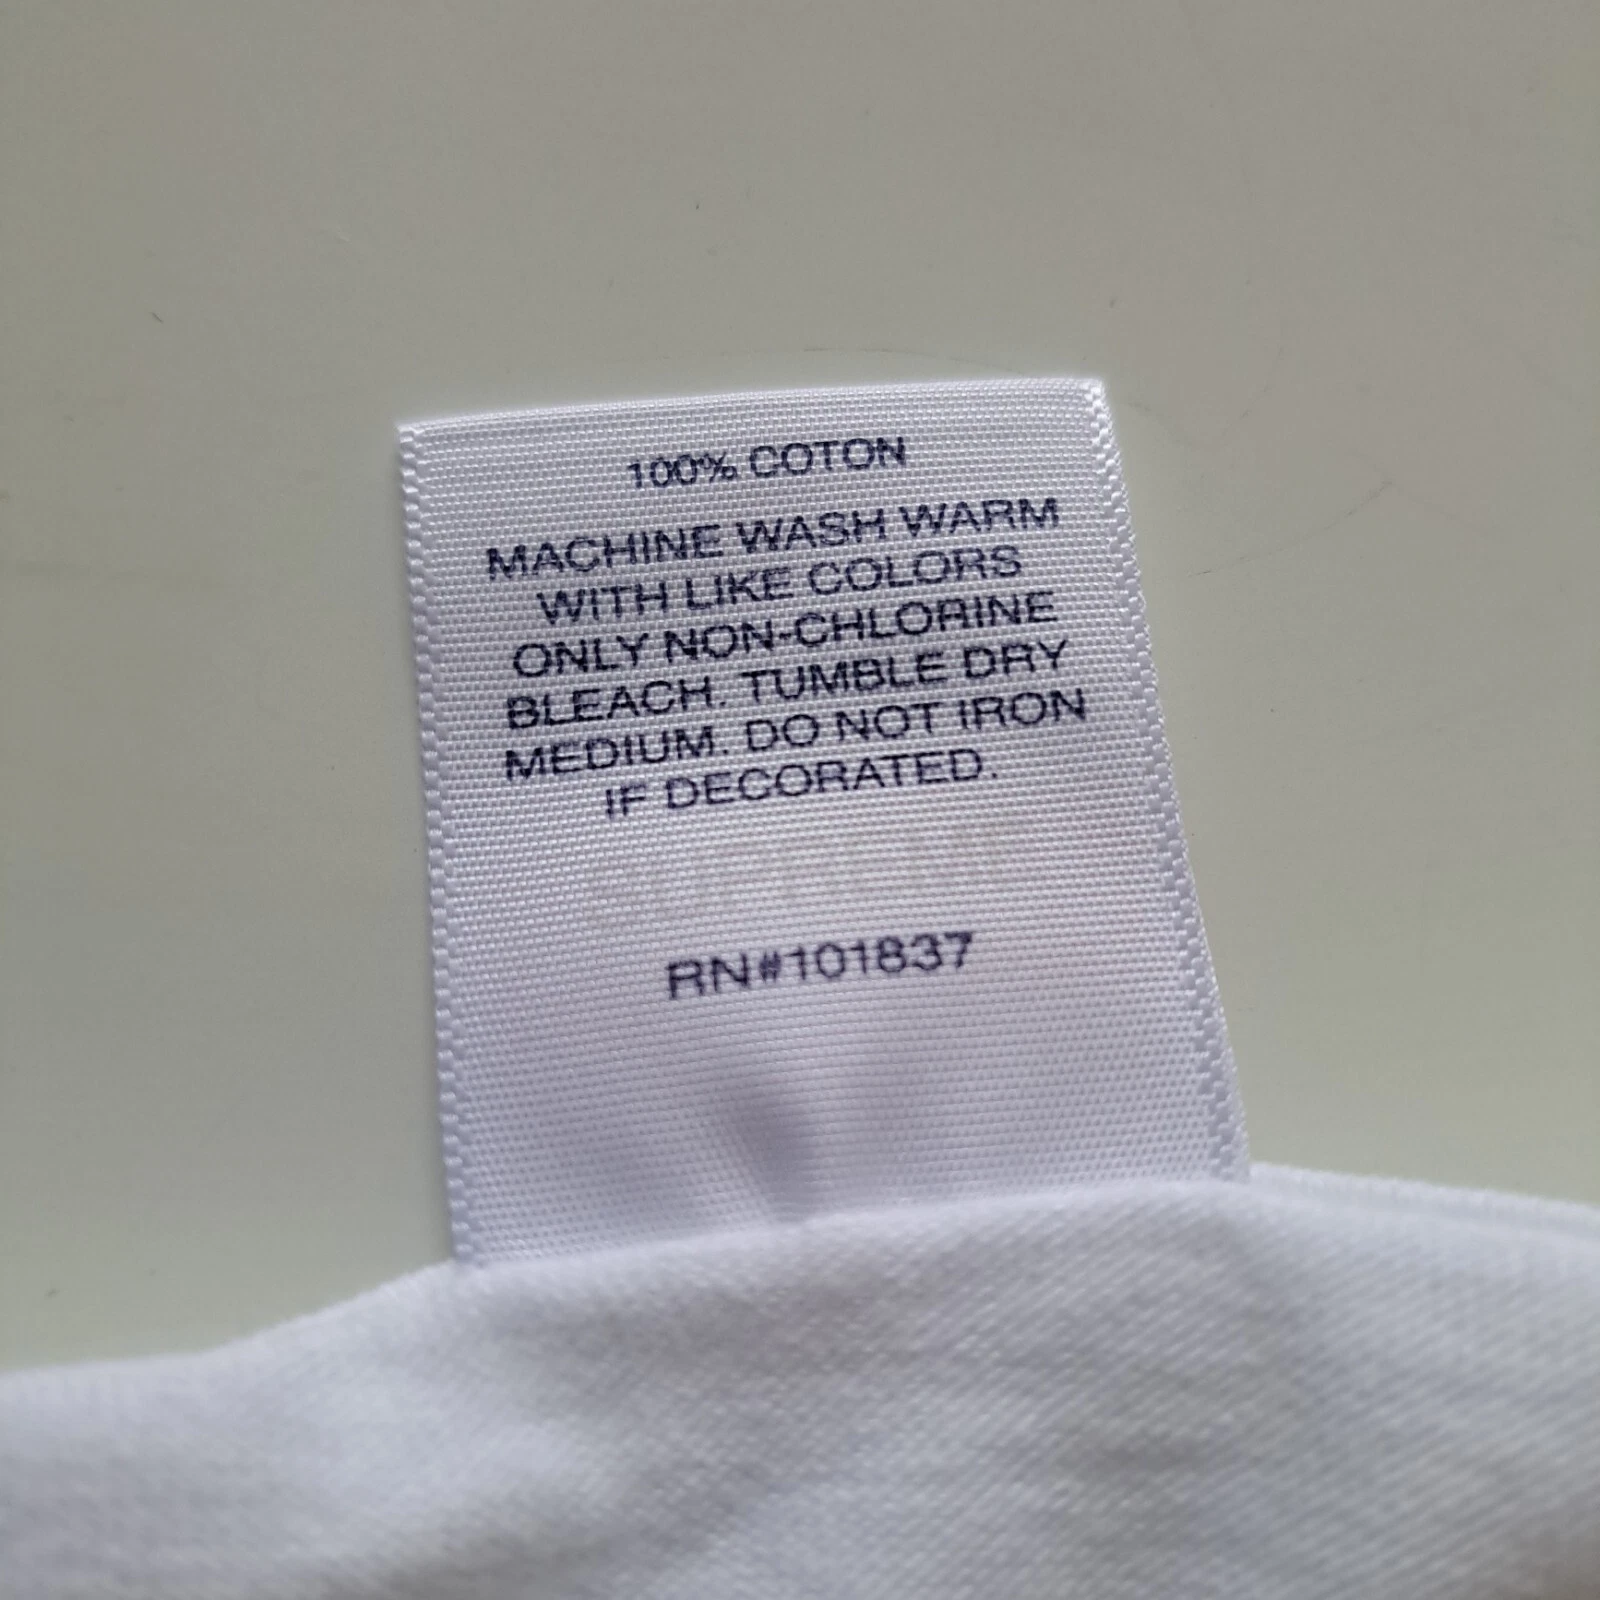 100% COTON
MACHINE WASH WARM
WITH LIKE COLORS
ONLY NON-CHLORINE
BLEACH. TUMBLE DRY
MEDIUM. DO NOT IRON
IF DECORATED.
RN#101837